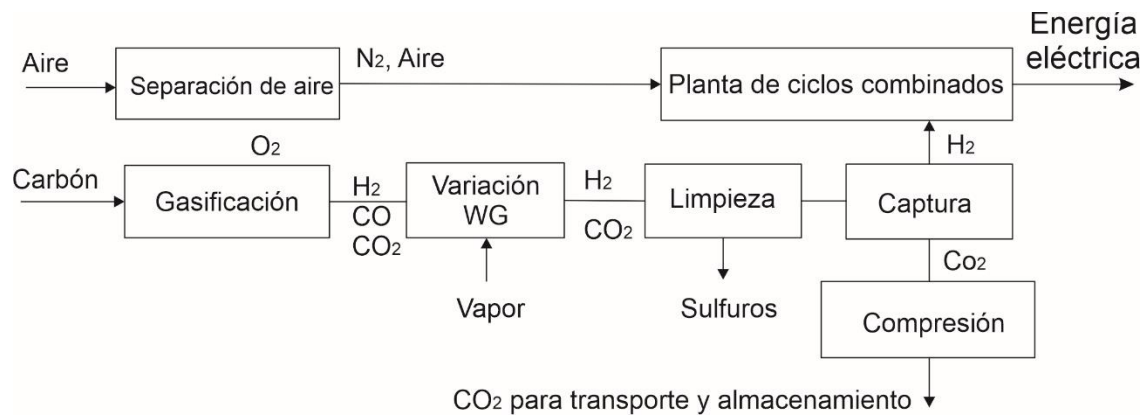 Energía
eléctrica
Aire
Separación de aire
N2, Aire
Planta de ciclos combinados
O2
H2
Carbón
Gasificación
H2
CO
CO2
Variación
WG
H2
CO2
Limpieza
Captura
Co2
Vapor
Sulfuros
Compresión
CO2 para transporte y almacenamiento